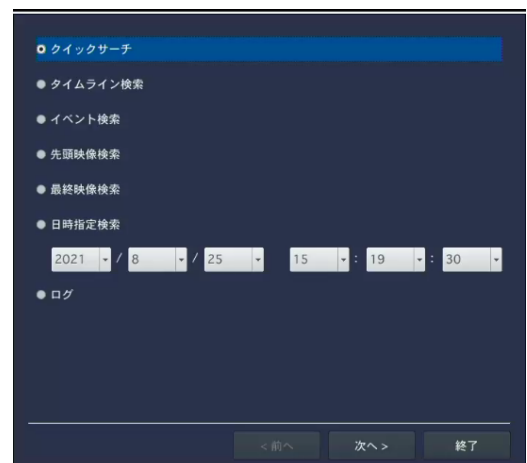 クイックサーチ
タイムライン検索
イベント検索
先頭映像検索
最終映像検索
日時指定検索
2021 / 8 / 25 15 : 19 : 30
ログ
< 前へ 次へ > 終了